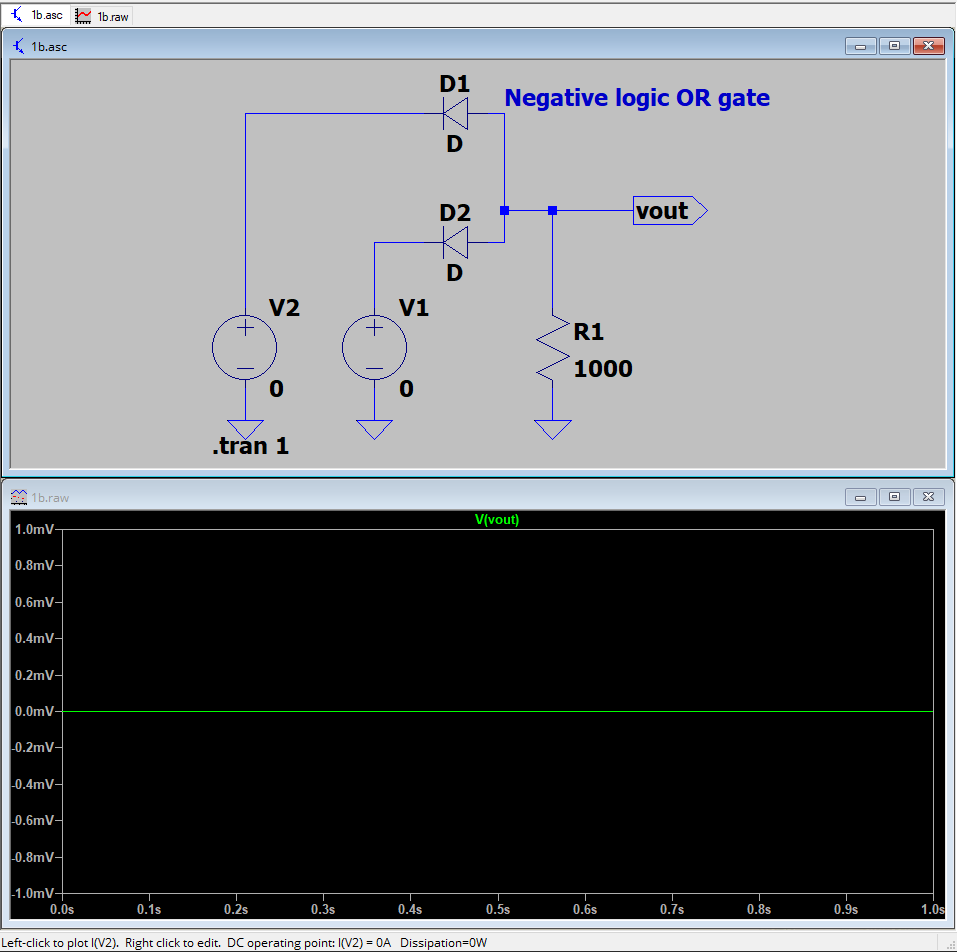 1b.asc 1b.raw
1b.asc
D1
Negative logic OR gate
D
D2
vout
D
V2 V1
R1
1000
0 0
.tran 1
1b.raw
V(vout)
1.0mV
0.8mV
0.6mV
0.4mV
0.2mV
0.0mV
-0.2mV
-0.4mV
-0.6mV
-0.8mV
-1.0mV
0.0s 0.1s 0.2s 0.3s 0.4s 0.5s 0.6s 0.7s 0.8s 0.9s 1.0s
Left-click to plot I(V2). Right click to edit. DC operating point: I(V2) = 0A Dissipation=0W